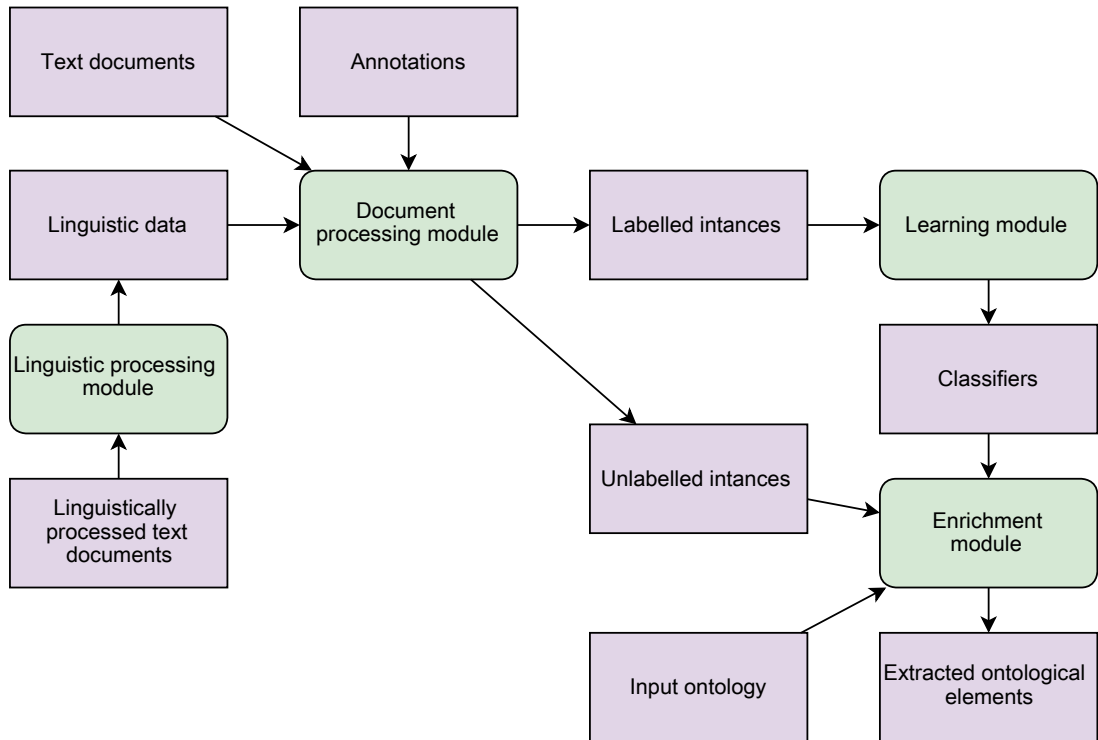 Text documents
Annotations
Linguistic data
Document
processing module
Labelled intances
Learning module
Linguistic processing
module
Classifiers
Linguistically
processed text
documents
Unlabelled intances
Enrichment
module
Input ontology
Extracted ontological
elements